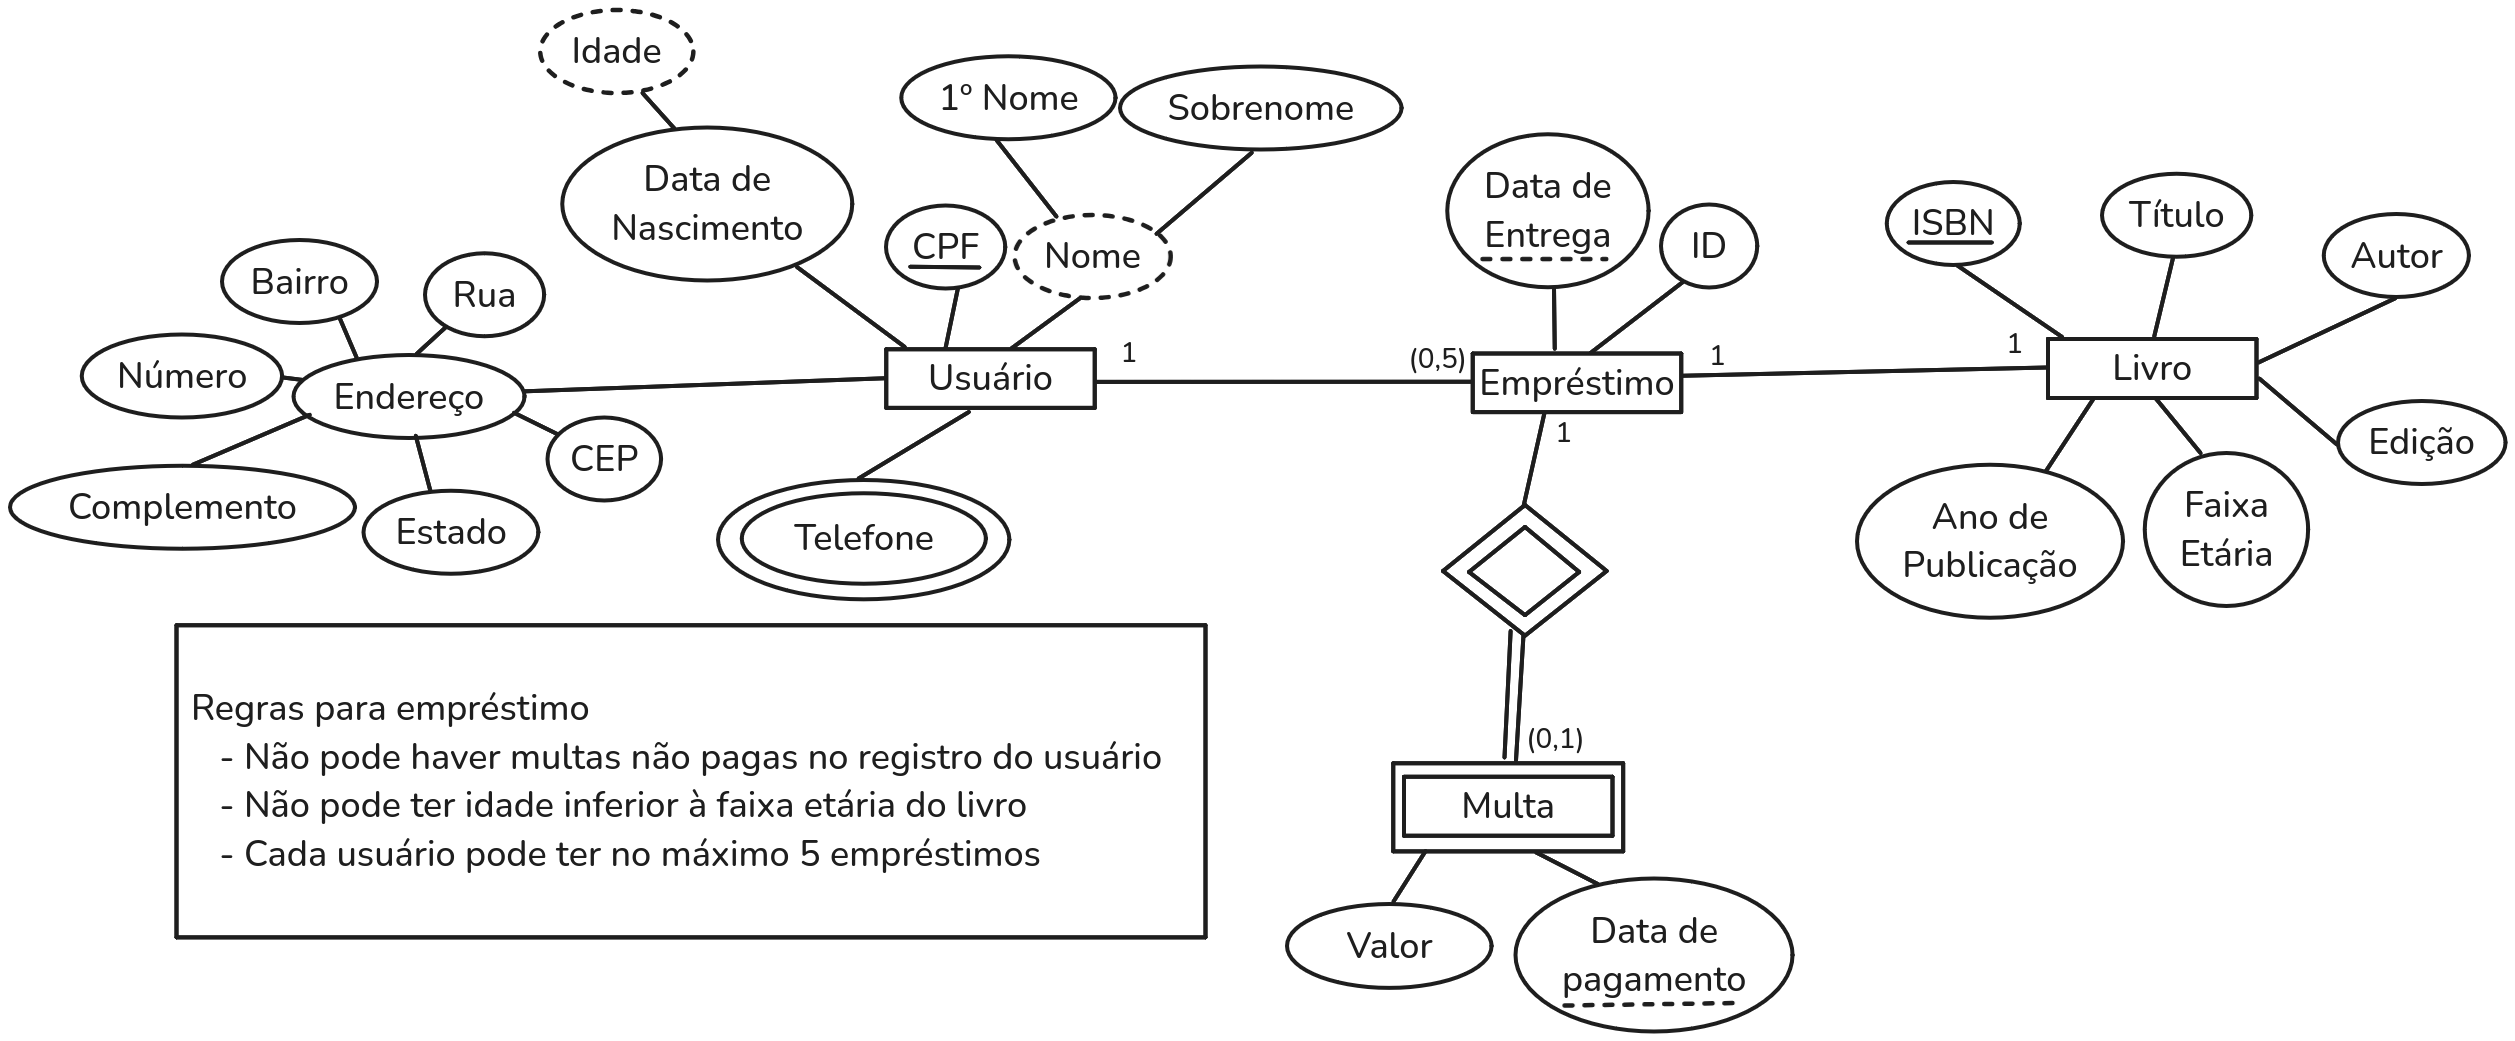 Idade
1º Nome
Sobrenome
Data de
Nascimento
CPF
Nome
Data de
Entrega
ID
ISBN
Título
Autor
Bairro
Rua
Número
Endereço
Usuário
1
(0,5)
Empréstimo
1
1
Livro
1
Edição
CEP
Complemento
Estado
Telefone
Ano de
Publicação
Faixa
Etária
Regras para empréstimo
- Não pode haver multas não pagas no registro do usuário
- Não pode ter idade inferior à faixa etária do livro
- Cada usuário pode ter no máximo 5 empréstimos
(0,1)
Multa
Valor
Data de
pagamento